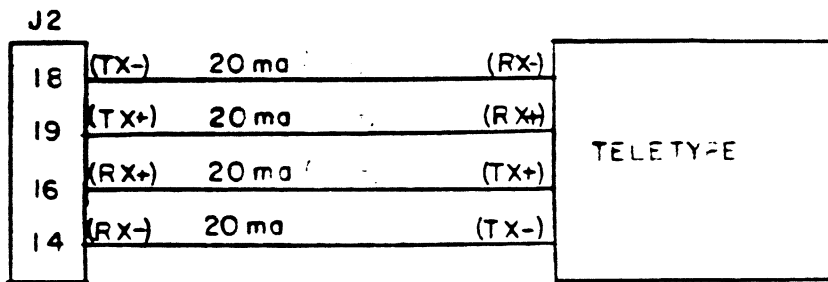 J2
18 (TX-) 20 ma (RX-)
19 (TX+) 20 ma (RX+)
TELETYPE
16 (RX+) 20 ma (TX+)
14 (RX-) 20 ma (TX-)